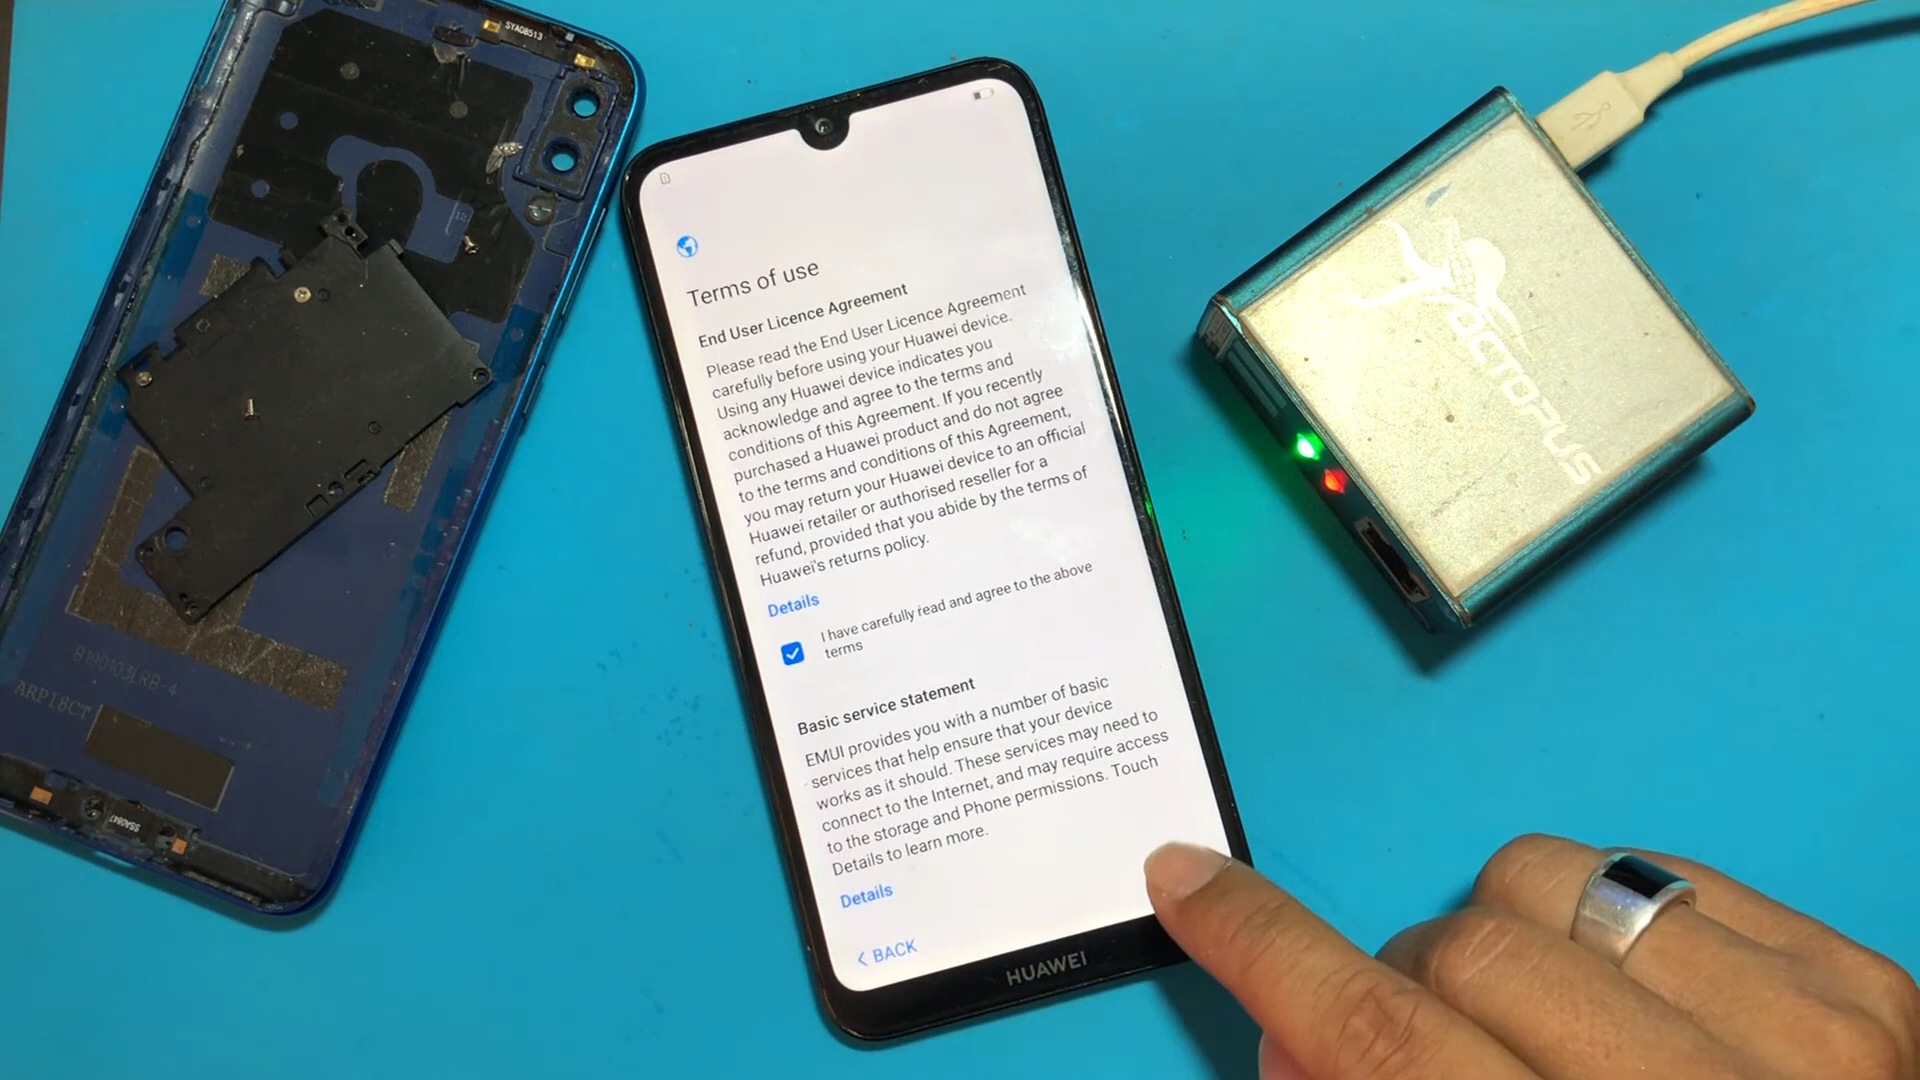 SYA08513
B190103LRB-4
ARP18CT
SSA0847
Terms of use
End User Licence Agreement
Please read the End User Licence Agreement
carefully before using your Huawei device.
Using any Huawei device indicates you
acknowledge and agree to the terms and
conditions of this Agreement. If you recently
purchased a Huawei product and do not agree
to the terms and conditions of this Agreement,
you may return your Huawei device to an official
Huawei retailer or authorised reseller for a
refund, provided that you abide by the terms of
Huawei's returns policy.
Details
I have carefully read and agree to the above
terms
Basic service statement
EMUI provides you with a number of basic
services that help ensure that your device
works as it should. These services may need to
connect to the Internet, and may require access
to the storage and Phone permissions. Touch
Details to learn more.
Details
BACK
HUAWEI
OCTOPUS